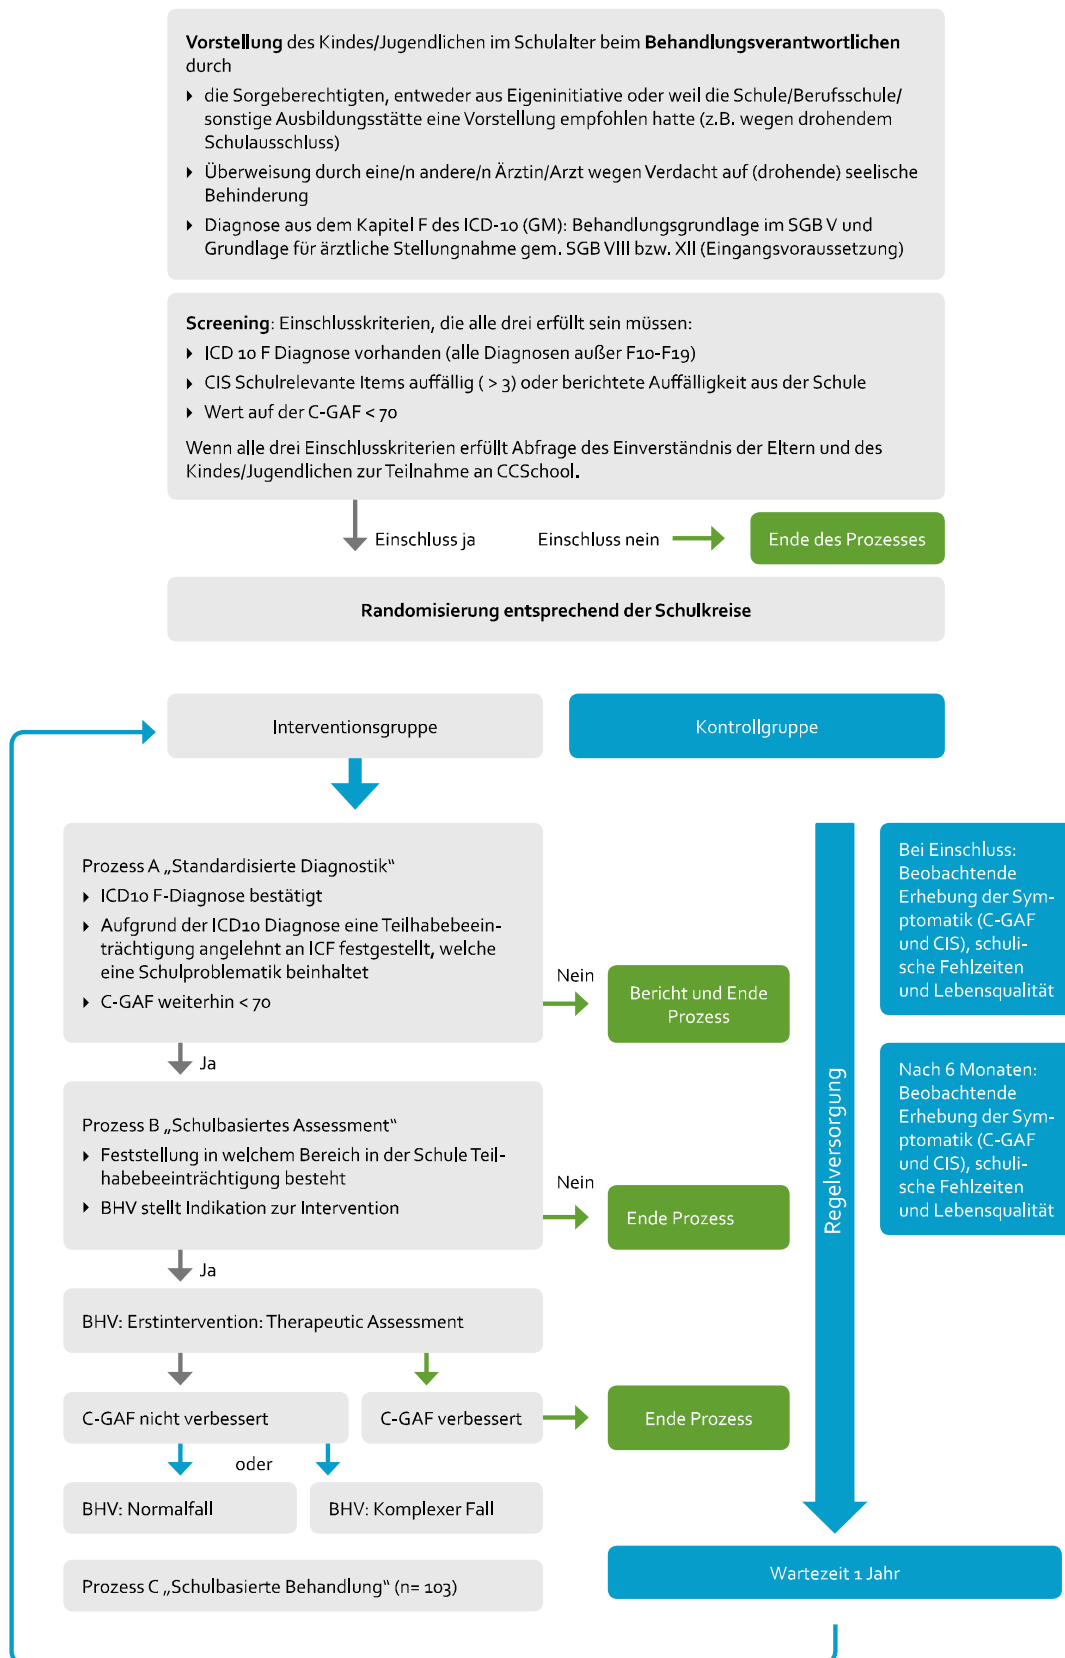 Vorstellung des Kindes/Jugendlichen im Schulalter beim Behandlungsverantwortlichen
durch
‣ die Sorgeberechtigten, entweder aus Eigeninitiative oder weil die Schule/Berufsschule/
sonstige Ausbildungsstätte eine Vorstellung empfohlen hatte (z.B. wegen drohendem
Schulausschluss)
‣ Überweisung durch eine/n andere/n Ärztin/Arzt wegen Verdacht auf (drohende) seelische
Behinderung
‣ Diagnose aus dem Kapitel F des ICD-10 (GM): Behandlungsgrundlage im SGB V und
Grundlage für ärztliche Stellungnahme gem. SGB VIII bzw. XII (Eingangsvoraussetzung)
Screening: Einschlusskriterien, die alle drei erfüllt sein müssen:
‣ ICD 10 F Diagnose vorhanden (alle Diagnosen außer F10-F19)
‣ CIS Schulrelevante Items auffällig ( > 3) oder berichtete Auffälligkeit aus der Schule
‣ Wert auf der C-GAF < 70
Wenn alle drei Einschlusskriterien erfüllt Abfrage des Einverständnis der Eltern und des
Kindes/Jugendlichen zur Teilnahme an CCSchool.
Einschluss ja
Einschluss nein
Ende des Prozesses
Randomisierung entsprechend der Schulkreise
Interventionsgruppe
Kontrollgruppe
Prozess A „Standardisierte Diagnostik“
‣ ICD10 F-Diagnose bestätigt
‣ Aufgrund der ICD10 Diagnose eine Teilhabebeein-
trächtigung angelehnt an ICF festgestellt, welche
eine Schulproblematik beinhaltet
‣ C-GAF weiterhin < 70
Nein
Bericht und Ende
Prozess
Ja
Prozess B „Schulbasiertes Assessment“
‣ Feststellung in welchem Bereich in der Schule Teil-
habebeeinträchtigung besteht
‣ BHV stellt Indikation zur Intervention
Nein
Ende Prozess
Ja
BHV: Erstintervention: Therapeutic Assessment
C-GAF nicht verbessert
C-GAF verbessert
Ende Prozess
oder
BHV: Normalfall
BHV: Komplexer Fall
Prozess C „Schulbasierte Behandlung“ (n= 103)
Regelversorgung
Bei Einschluss:
Beobachtende
Erhebung der Sym-
ptomatik (C-GAF
und CIS), schuli-
sche Fehlzeiten
und Lebensqualität
Nach 6 Monaten:
Beobachtende
Erhebung der Sym-
ptomatik (C-GAF
und CIS), schuli-
sche Fehlzeiten
und Lebensqualität
Wartezeit 1 Jahr